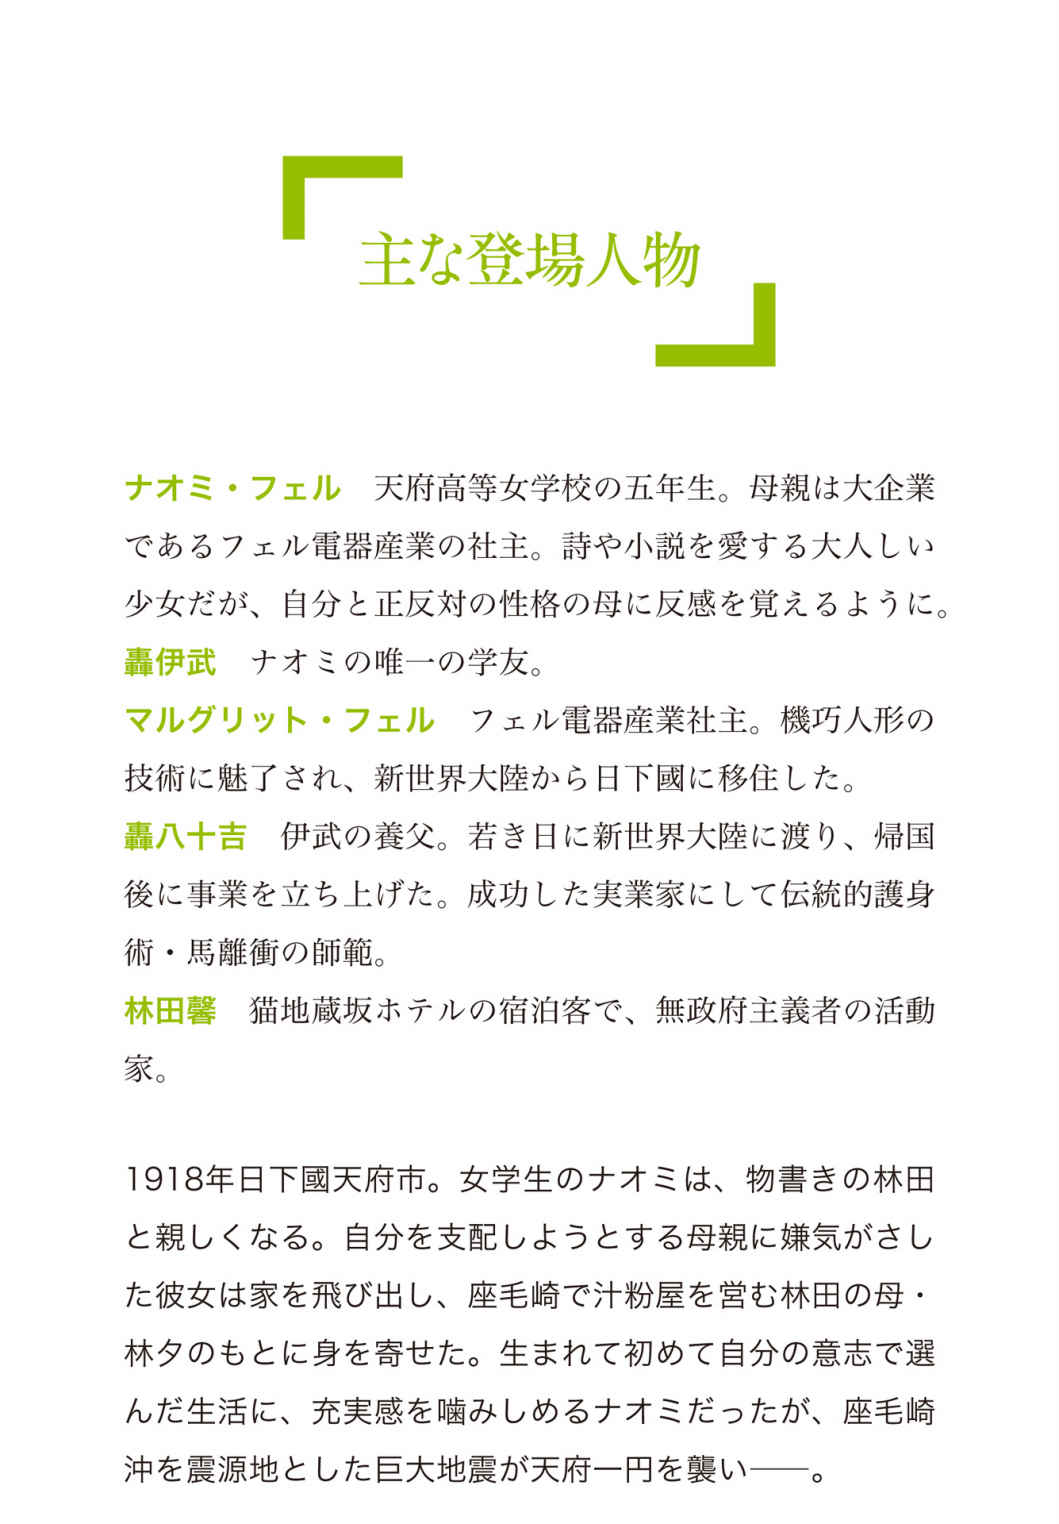 主な登場人物
ナオミ・フェル　天府高等女学校の五年生。母親は大企業
であるフェル電器産業の社主。詩や小説を愛する大人しい
少女だが、自分と正反対の性格の母に反感を覚えるように。
轟伊武　ナオミの唯一の学友。
マルグリット・フェル　フェル電器産業社主。機巧人形の
技術に魅了され、新世界大陸から日下國に移住した。
轟八十吉　伊武の養父。若き日に新世界大陸に渡り、帰国
後に事業を立ち上げた。成功した実業家にして伝統的護身
術・馬離衝の師範。
林田馨　猫地蔵坂ホテルの宿泊客で、無政府主義者の活動
家。
1918年日下國天府市。女学生のナオミは、物書きの林田
と親しくなる。自分を支配しようとする母親に嫌気がさし
た彼女は家を飛び出し、座毛崎で汁粉屋を営む林田の母・
林夕のもとに身を寄せた。生まれて初めて自分の意志で選
んだ生活に、充実感を噛みしめるナオミだったが、座毛崎
沖を震源地とした巨大地震が天府一円を襲い――。